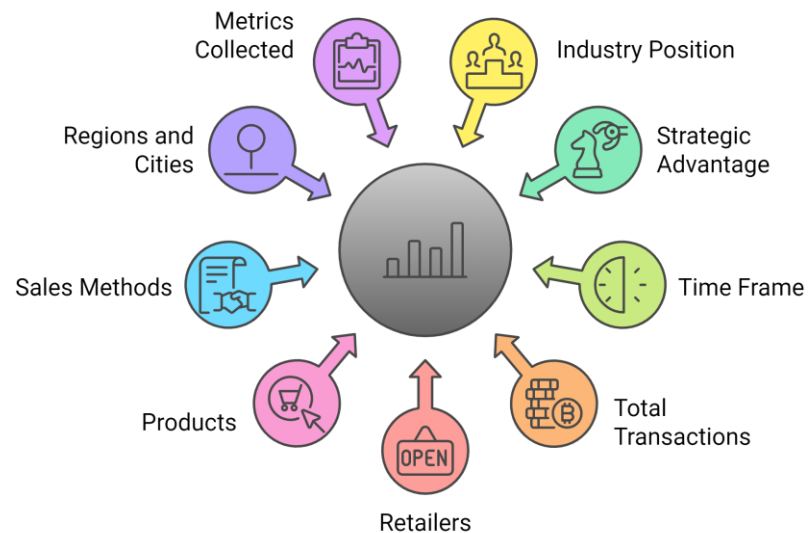 Metrics
Collected
Industry Position
Regions and
Cities
Strategic
Advantage
Sales Methods
Time Frame
Products
Total
Transactions
OPEN
Retailers